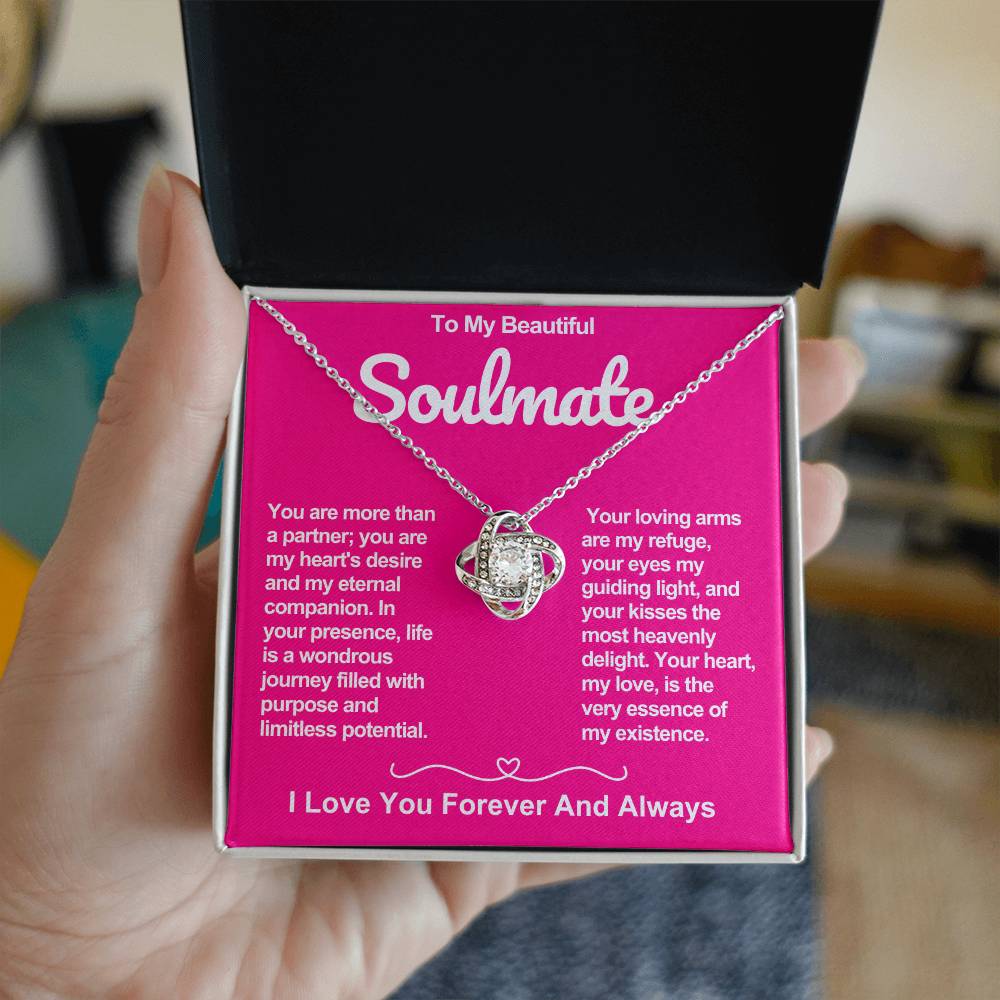 To My Beautiful
Soulmate
You are more than
a partner; you are
my heart's desire
and my eternal
companion. In
your presence, life
is a wondrous
journey filled with
purpose and
limitless potential.
Your loving arms
are my refuge,
your eyes my
guiding light, and
your kisses the
most heavenly
delight. Your heart,
my love, is the
very essence of
my existence.
I Love You Forever And Always